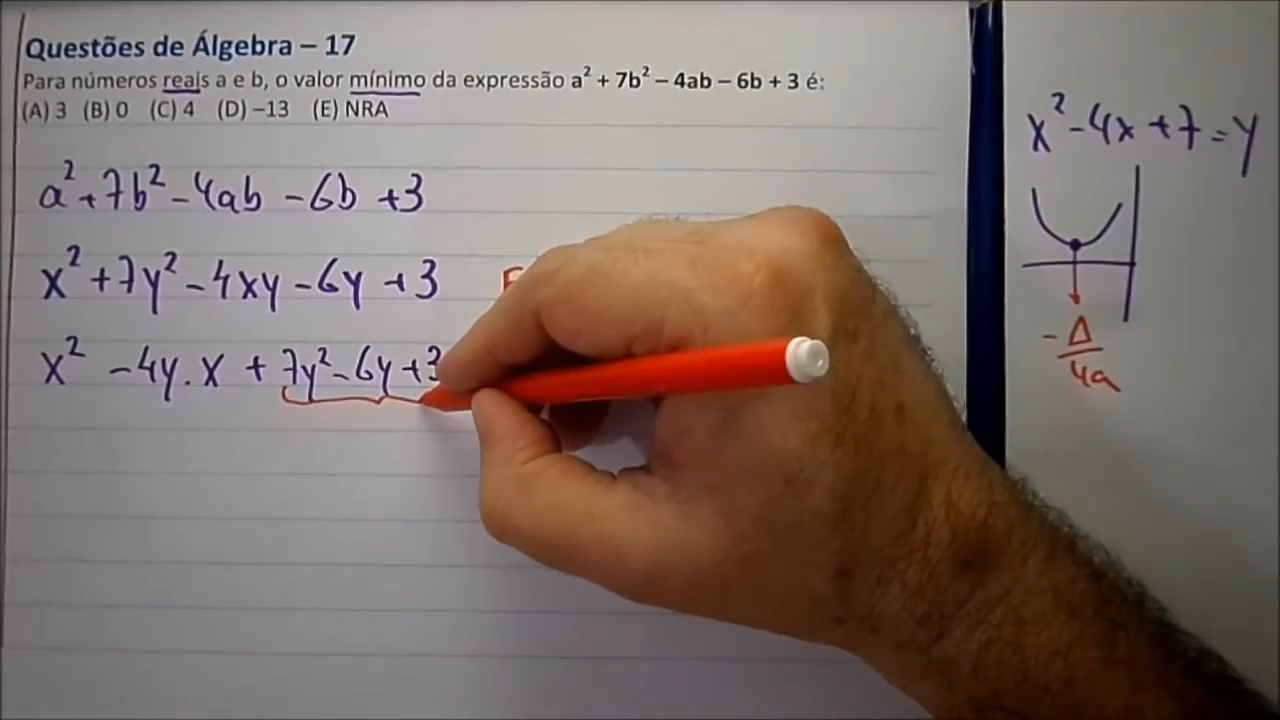 Questões de Álgebra – 17
Para números reais a e b, o valor mínimo da expressão a² + 7b² – 4ab – 6b + 3 é:
(A) 3 (B) 0 (C) 4 (D) –13 (E) NRA
a² + 7b² - 4ab - 6b + 3
x² + 7y² - 4xy - 6y + 3
x² - 4y . x + 7y² - 6y + 3
x² - 4x + 7 = y
- Δ
4a